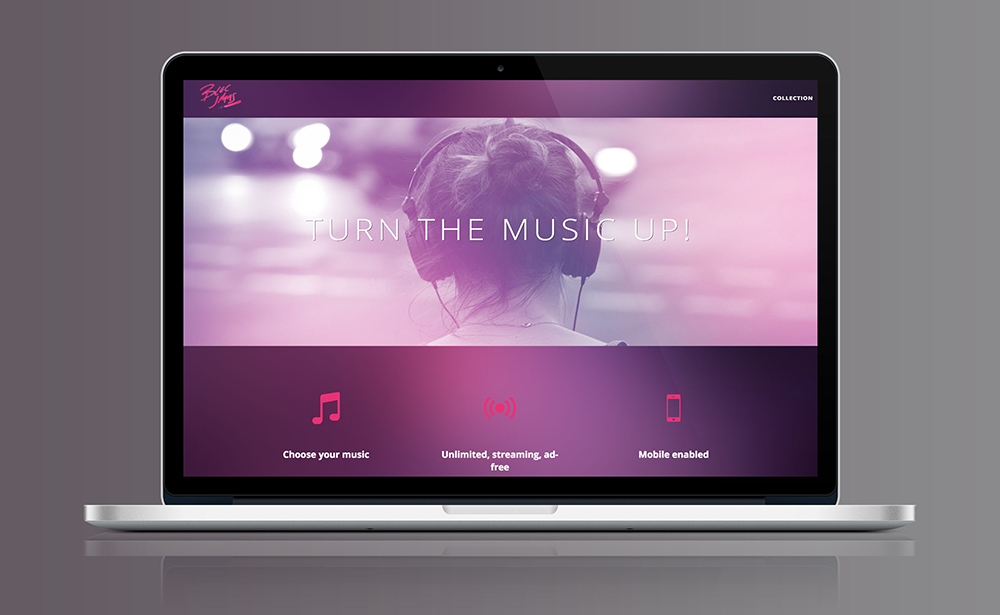 BLOC
JAMS
COLLECTION
TURN THE MUSIC UP!
Choose your music
Unlimited, streaming, ad-
free
Mobile enabled